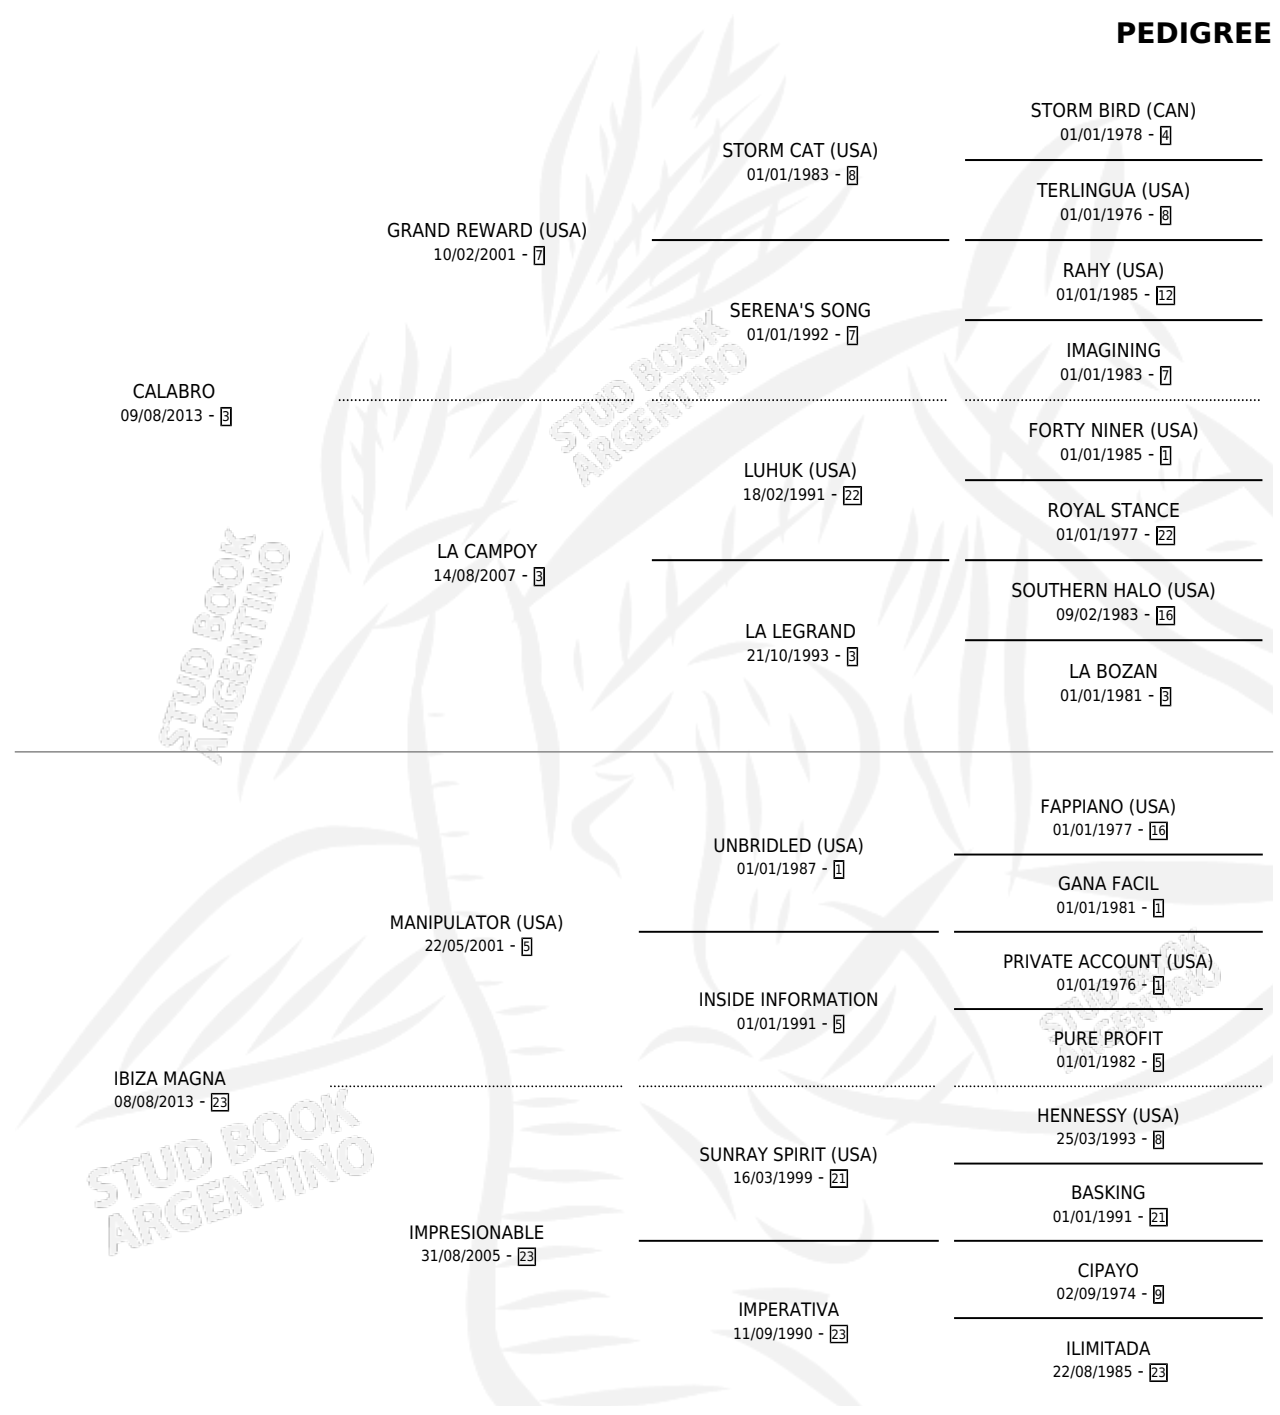 PEDIGREE
STORM BIRD (CAN)
01/01/1978 - 4
STORM CAT (USA)
01/01/1983 - 8
TERLINGUA (USA)
01/01/1976 - 8
GRAND REWARD (USA)
10/02/2001 - 7
RAHY (USA)
01/01/1985 - 12
SERENA'S SONG
01/01/1992 - 7
IMAGINING
01/01/1983 - 7
CALABRO
09/08/2013 - 3
FORTY NINER (USA)
01/01/1985 - 1
LUHUK (USA)
18/02/1991 - 22
ROYAL STANCE
01/01/1977 - 22
LA CAMPOY
14/08/2007 - 3
SOUTHERN HALO (USA)
09/02/1983 - 16
LA LEGRAND
21/10/1993 - 3
LA BOZAN
01/01/1981 - 3
FAPPIANO (USA)
01/01/1977 - 16
UNBRIDLED (USA)
01/01/1987 - 1
GANA FACIL
01/01/1981 - 1
MANIPULATOR (USA)
22/05/2001 - 5
PRIVATE ACCOUNT (USA)
01/01/1976 - 1
INSIDE INFORMATION
01/01/1991 - 5
PURE PROFIT
01/01/1982 - 5
IBIZA MAGNA
08/08/2013 - 23
HENNESSY (USA)
25/03/1993 - 8
SUNRAY SPIRIT (USA)
16/03/1999 - 21
BASKING
01/01/1991 - 21
IMPRESIONABLE
31/08/2005 - 23
CIPAYO
02/09/1974 - 9
IMPERATIVA
11/09/1990 - 23
ILIMITADA
22/08/1985 - 23
STUD BOOK
ARGENTINO
STUD BOOK
ARGENTINO
STUD BOOK
ARGENTINO
STUD BOOK
ARGENTINO